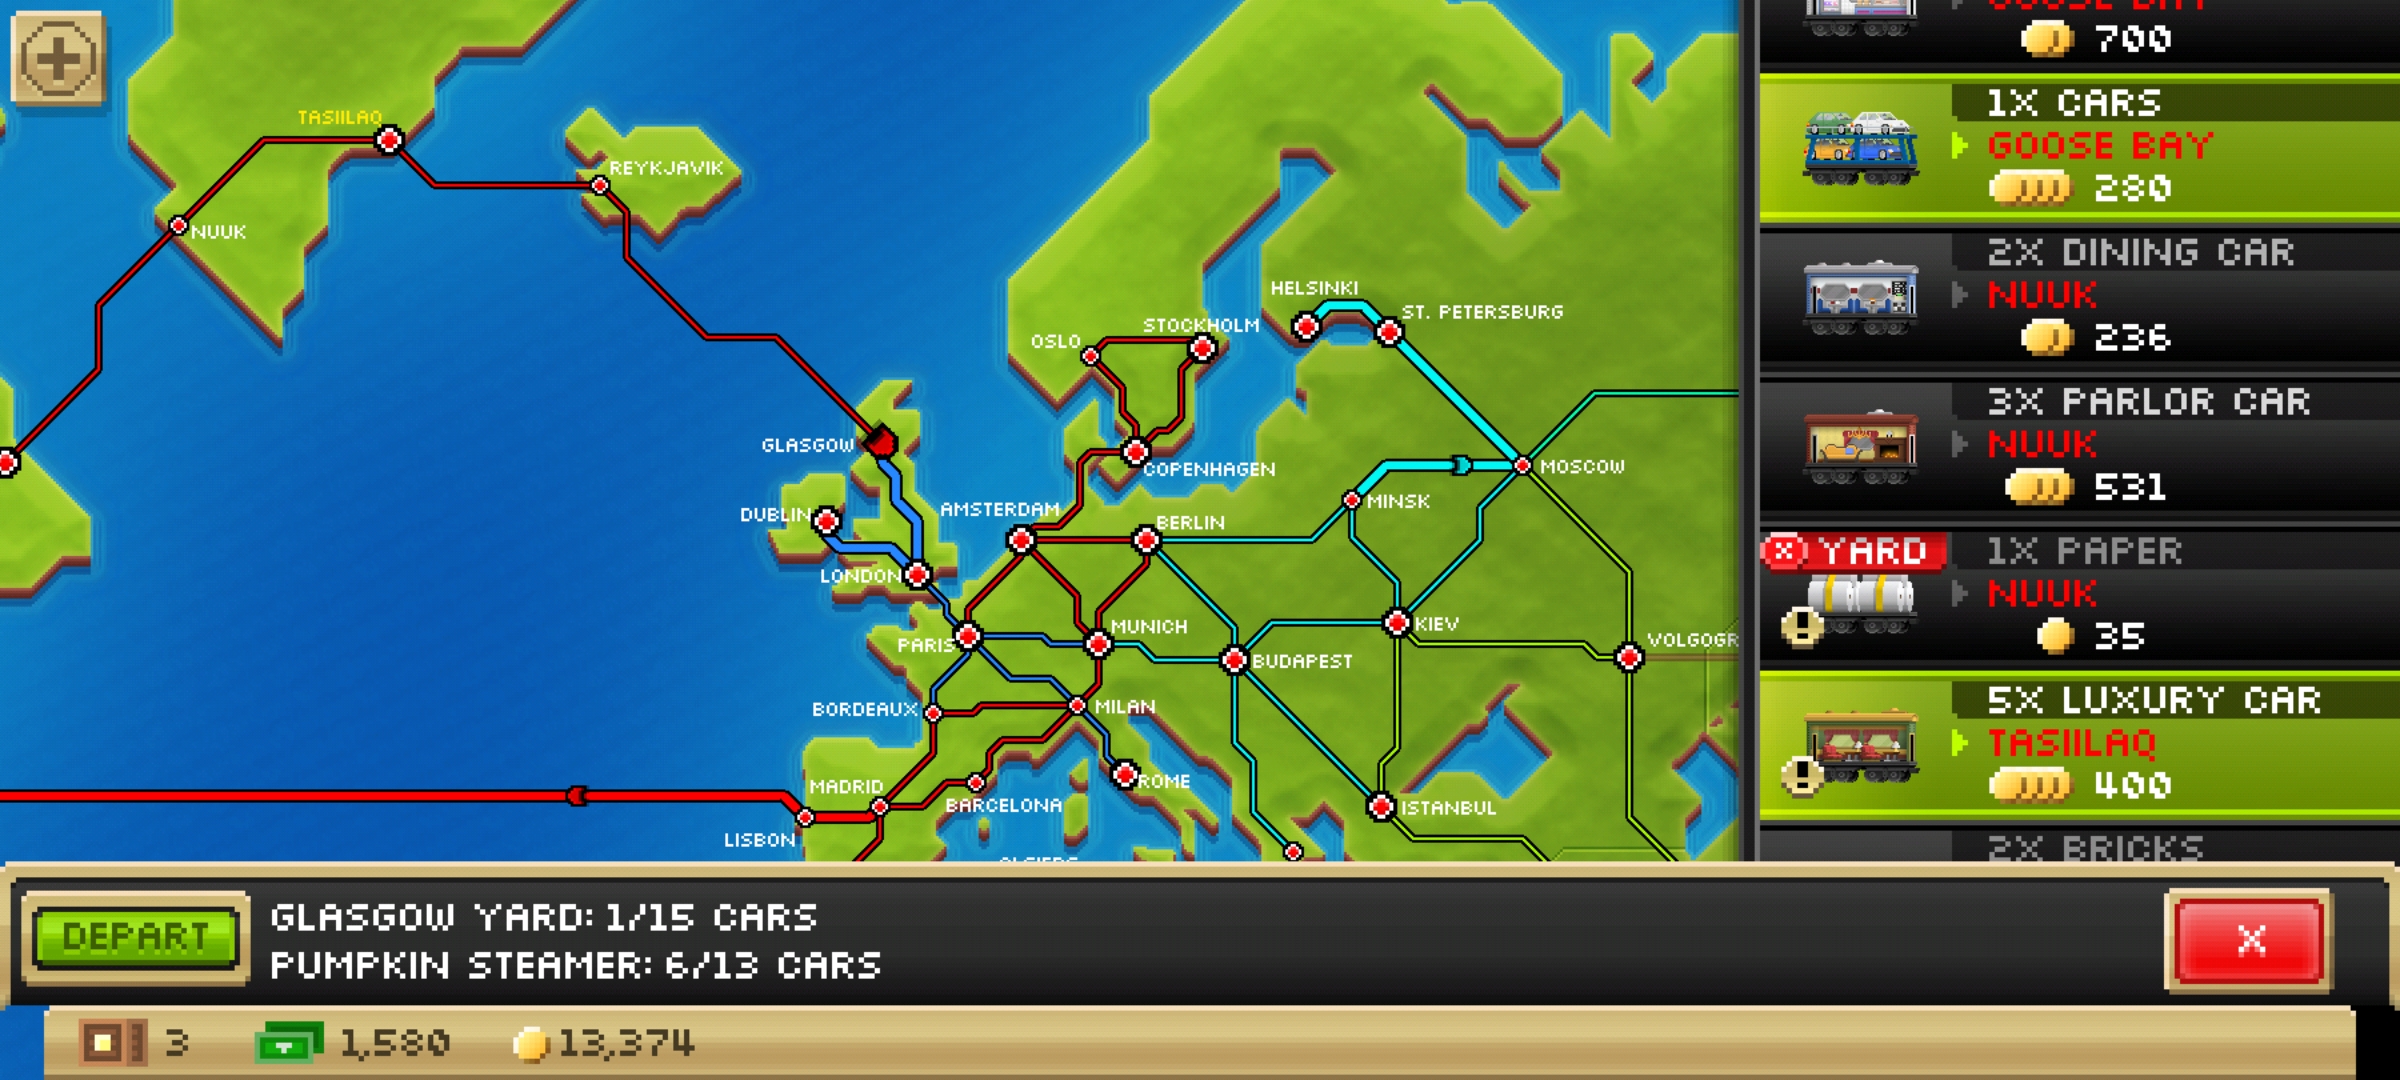 TASIILAQ
REYKJAVIK
NUUK
HELSINKI
ST. PETERSBURG
STOCKHOLM
OSLO
GLASGOW
COPENHAGEN
MOSCOW
MINSK
DUBLIN
AMSTERDAM
BERLIN
LONDON
MUNICH
KIEV
PARIS
BUDAPEST
VOLGOGR
BORDEAUX
MILAN
MADRID
ROME
BARCELONA
ISTANBUL
LISBON
GOOSE BAY
700
1X CARS
GOOSE BAY
280
2X DINING CAR
NUUK
236
3X PARLOR CAR
NUUK
531
YARD
1X PAPER
NUUK
35
5X LUXURY CAR
TASIILAQ
400
2X BRICKS
DEPART
GLASGOW YARD: 1/15 CARS
PUMPKIN STEAMER: 6/13 CARS
X
3
1,580
13,374